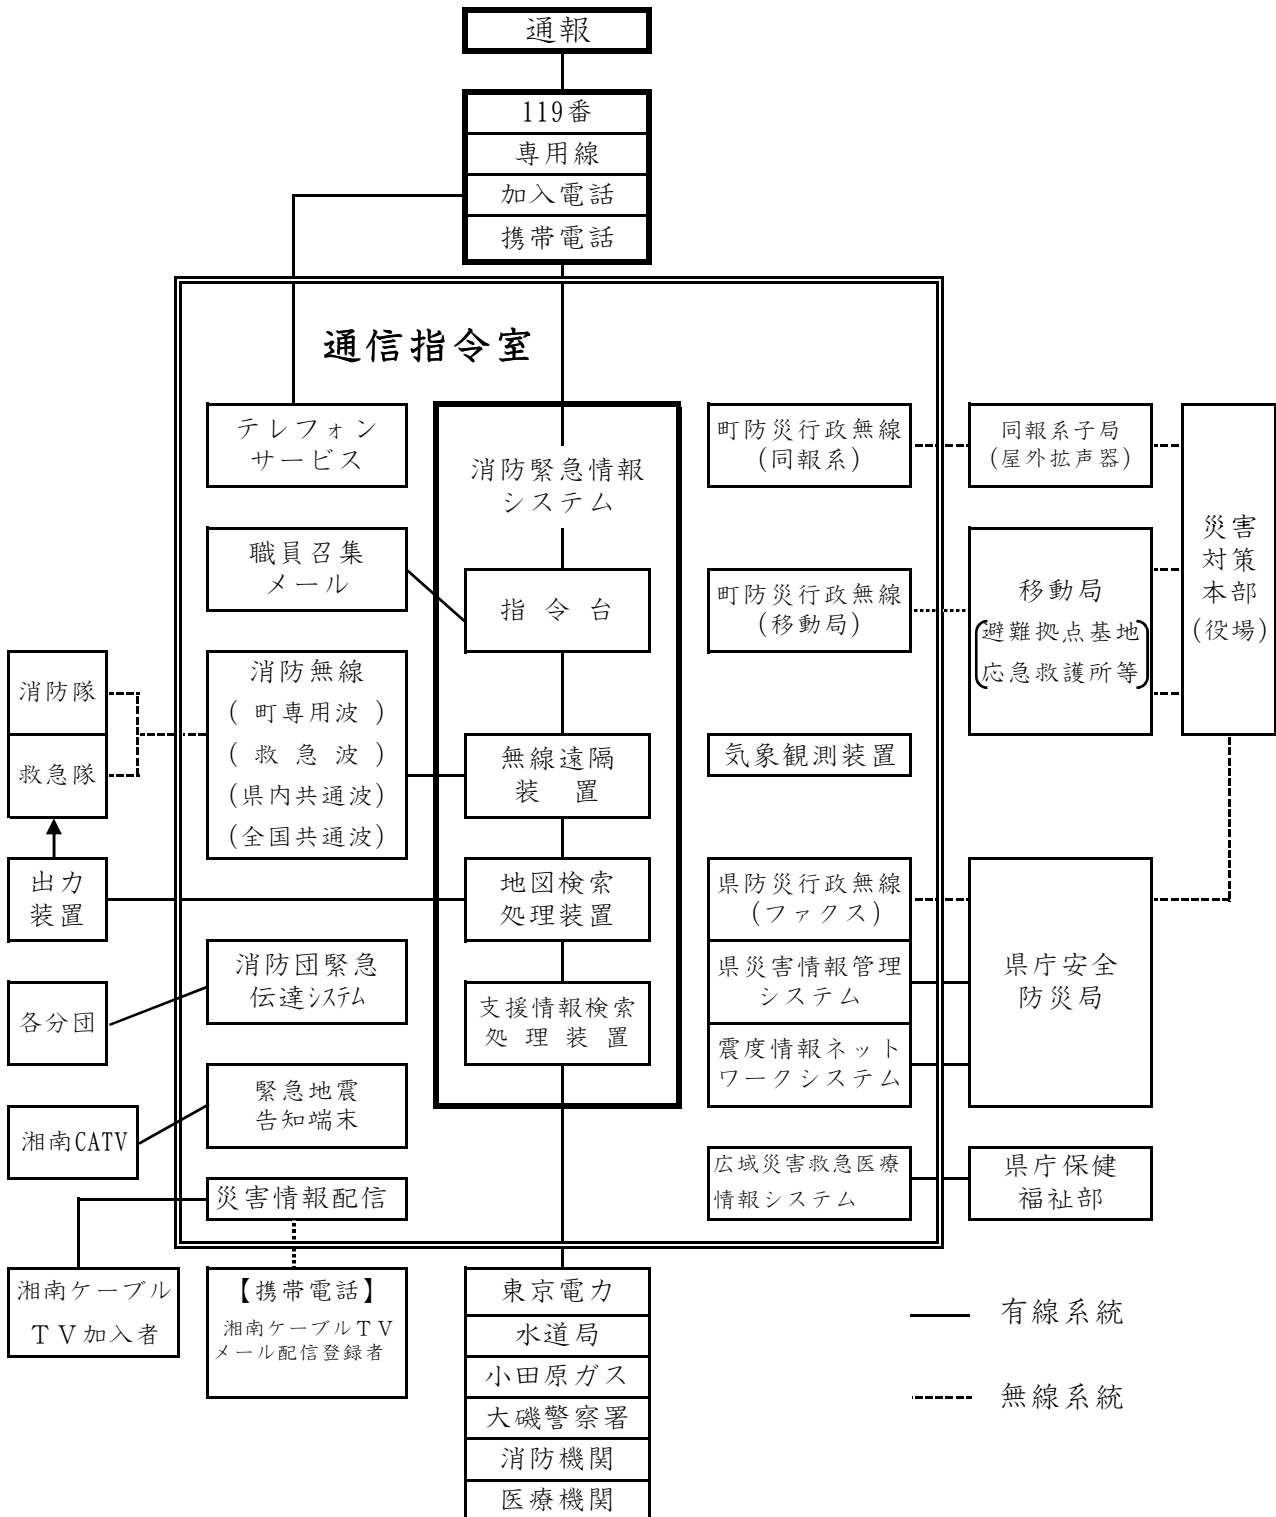 通報
119番
専用線
加入電話
携帯電話
通信指令室
テレフォン
サービス
職員召集
メール
消防無線
( 町専用波 )
( 救急波 )
(県内共通波)
(全国共通波)
消防隊
救急隊
出力
装置
消防団緊急
伝達システム
各分団
緊急地震
告知端末
湘南CATV
災害情報配信
湘南ケーブル
ＴＶ加入者
【携帯電話】
湘南ケーブルＴＶ
メール配信登録者
消防緊急情報
システム
指令台
無線遠隔
装置
地図検索
処理装置
支援情報検索
処理装置
東京電力
水道局
小田原ガス
大磯警察署
消防機関
医療機関
町防災行政無線
(同報系)
町防災行政無線
(移動局)
気象観測装置
県防災行政無線
(ファクス)
県災害情報管理
システム
震度情報ネット
ワークシステム
広域災害救急医療
情報システム
同報系子局
(屋外拡声器)
移動局
避難拠点基地
応急救護所等
災害
対策
本部
(役場)
県庁安全
防災局
県庁保健
福祉部
有線系統
無線系統